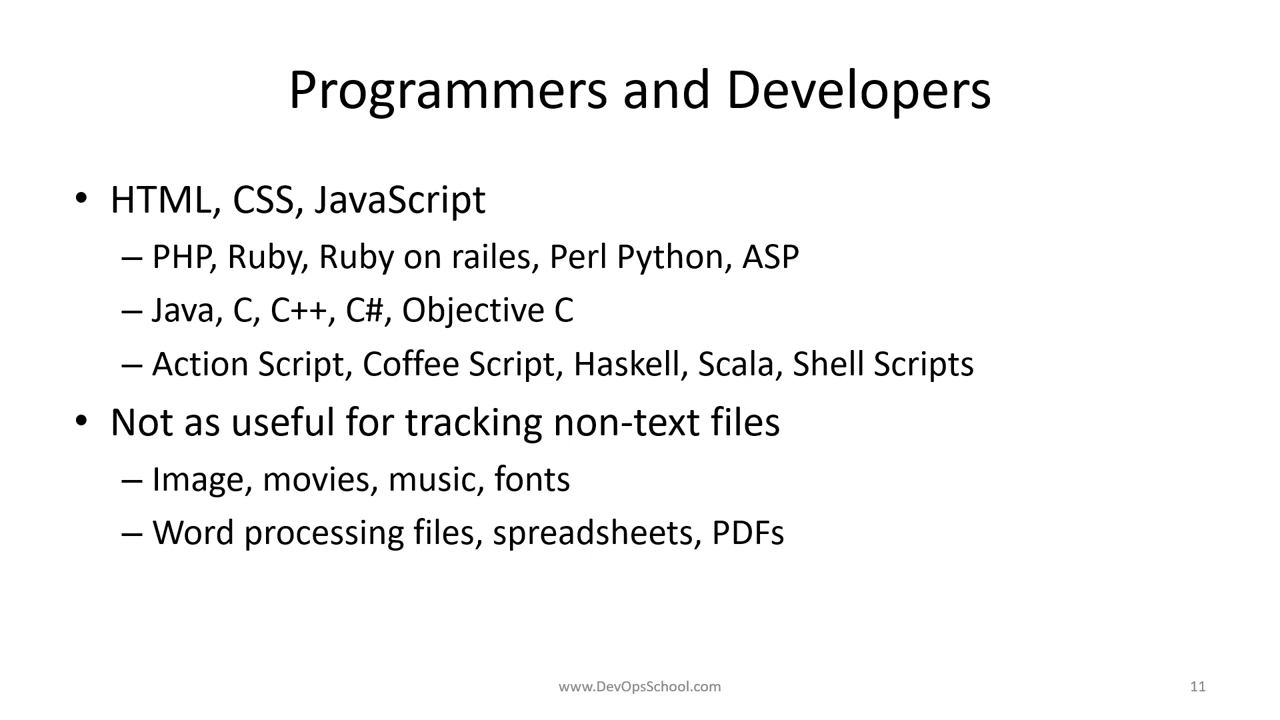 Programmers and Developers
• HTML, CSS, JavaScript
– PHP, Ruby, Ruby on railes, Perl Python, ASP
– Java, C, C++, C#, Objective C
– Action Script, Coffee Script, Haskell, Scala, Shell Scripts
• Not as useful for tracking non-text files
– Image, movies, music, fonts
– Word processing files, spreadsheets, PDFs
www.DevOpsSchool.com
11